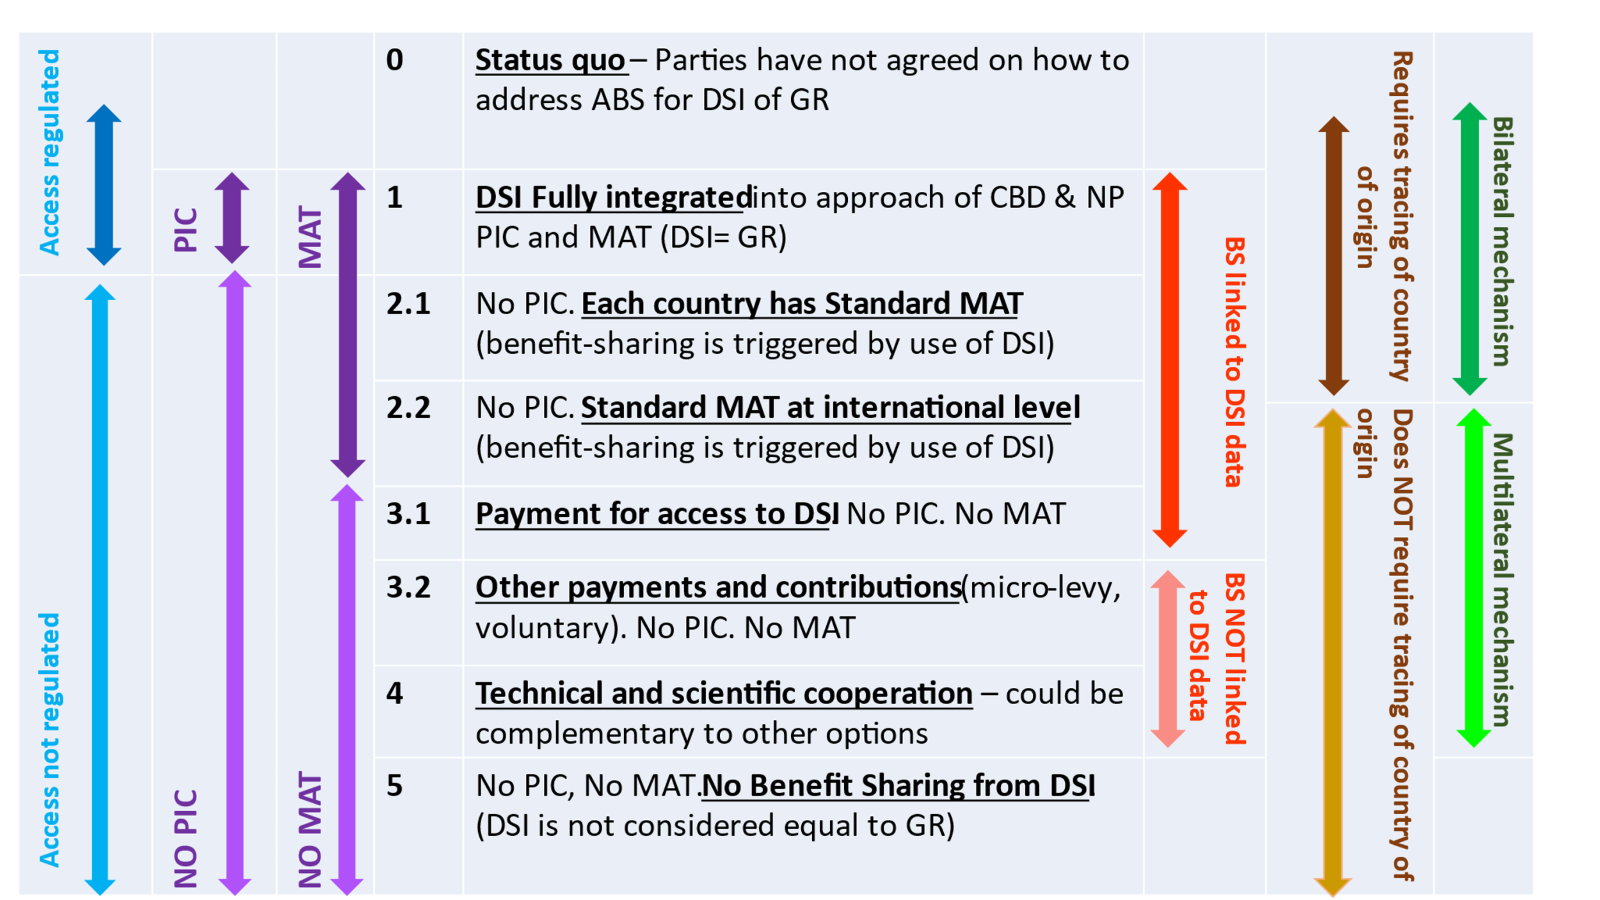 Access regulated
Access not regulated
PIC
NO PIC
MAT
NO MAT
0
Status quo – Parties have not agreed on how to
address ABS for DSI of GR
1
DSI Fully integrated into approach of CBD & NP
PIC and MAT (DSI= GR)
2.1
No PIC. Each country has Standard MAT
(benefit-sharing is triggered by use of DSI)
2.2
No PIC. Standard MAT at international level
(benefit-sharing is triggered by use of DSI)
3.1
Payment for access to DSI. No PIC. No MAT
3.2
Other payments and contributions (micro-levy,
voluntary). No PIC. No MAT
4
Technical and scientific cooperation – could be
complementary to other options
5
No PIC, No MAT. No Benefit Sharing from DSI.
(DSI is not considered equal to GR)
BS linked to DSI data
BS NOT linked
to DSI data
Requires tracing of country
of origin
Does NOT require tracing of country of
origin
Bilateral mechanism
Multilateral mechanism